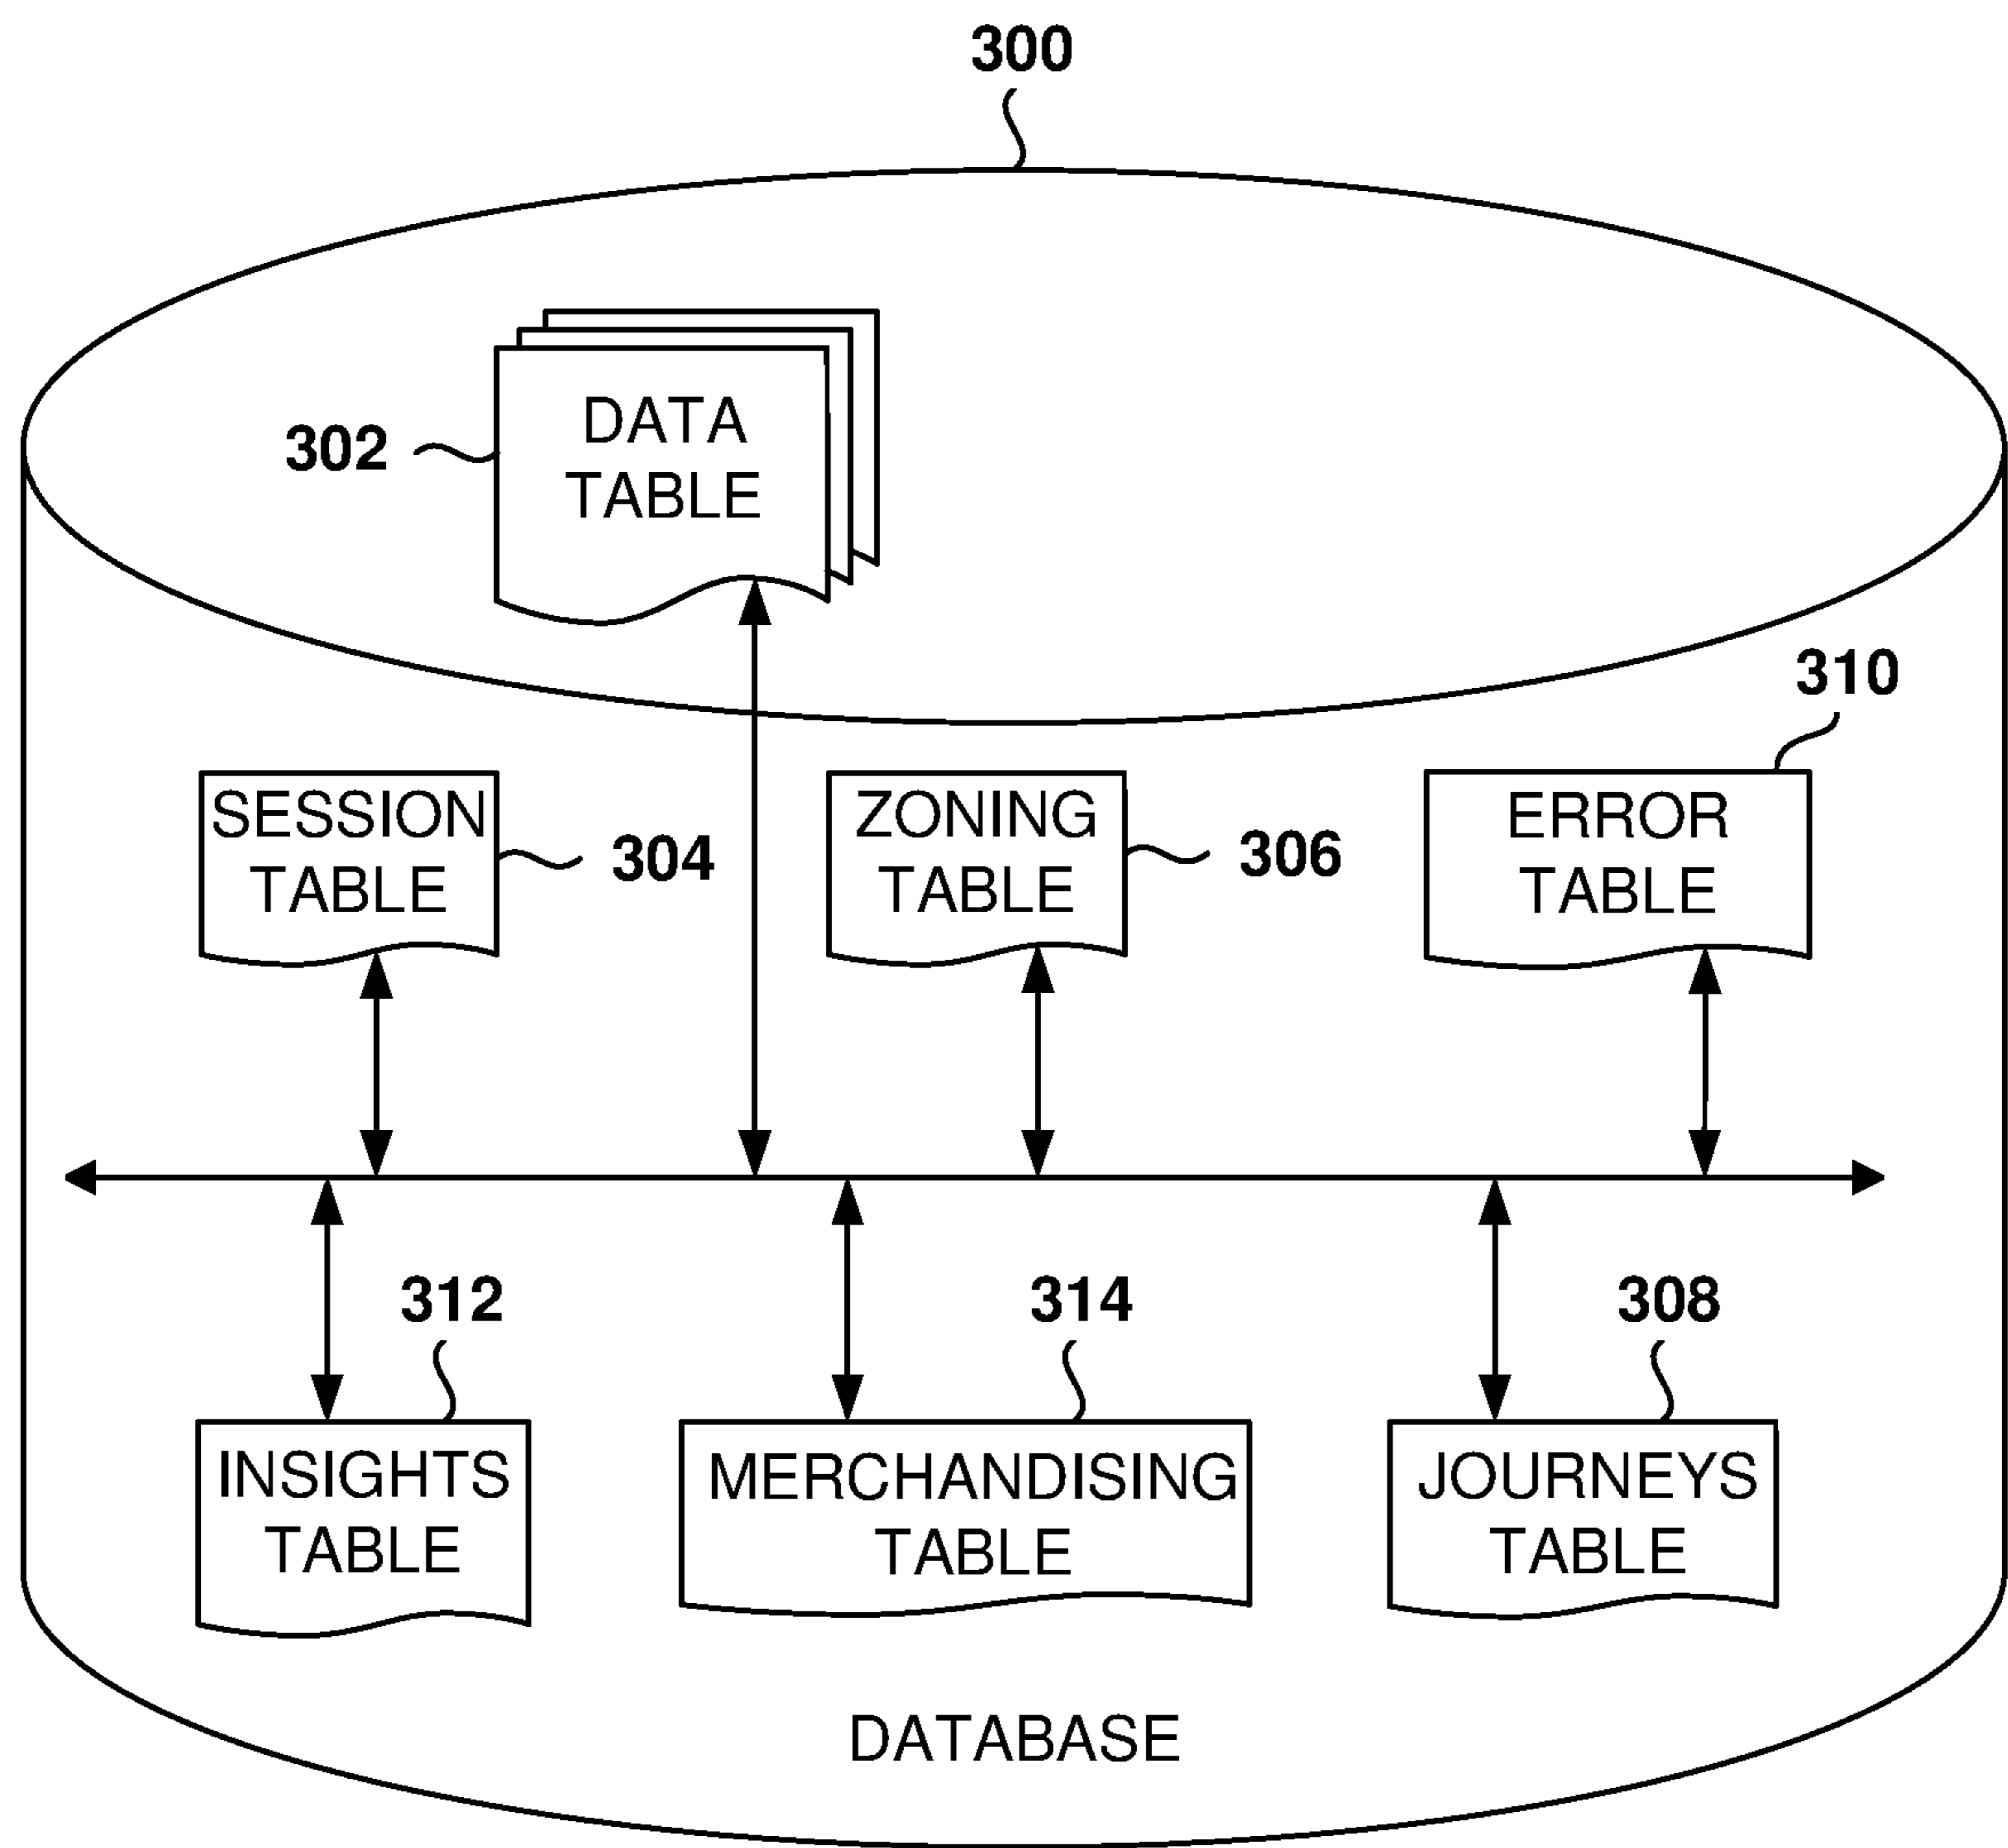 300
302
DATA
TABLE
310
SESSION
TABLE
304
ZONING
TABLE
306
ERROR
TABLE
312
314
308
INSIGHTS
TABLE
MERCHANDISING
TABLE
JOURNEYS
TABLE
DATABASE